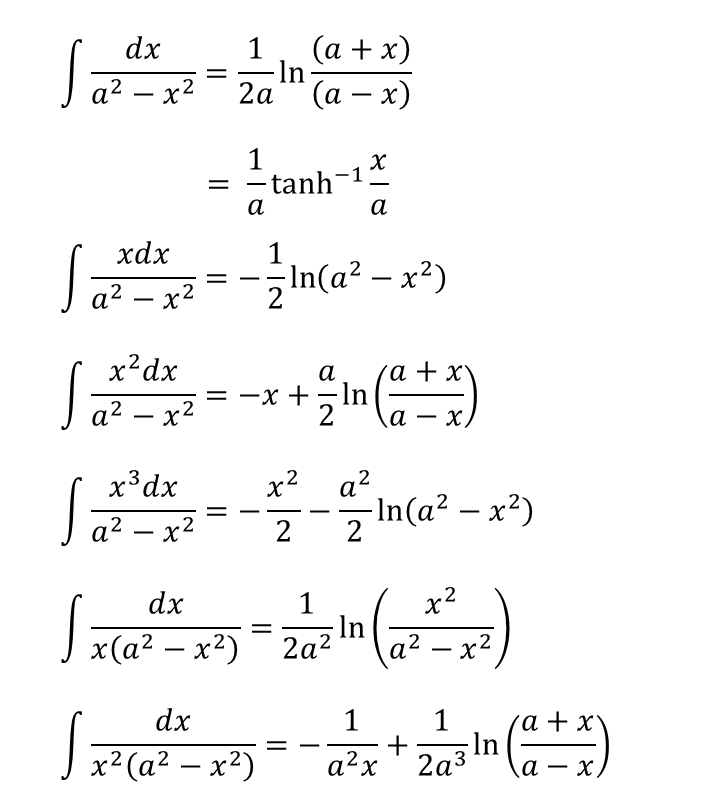 ∫ dx/(a² − x²) = 1/(2a) ln (a + x)/(a − x)
= 1/a tanh⁻¹ x/a
∫ xdx/(a² − x²) = −1/2 ln(a² − x²)
∫ x²dx/(a² − x²) = −x + a/2 ln((a + x)/(a − x))
∫ x³dx/(a² − x²) = −x²/2 − a²/2 ln(a² − x²)
∫ dx/(x(a² − x²)) = 1/(2a²) ln(x²/(a² − x²))
∫ dx/(x²(a² − x²)) = −1/(a²x) + 1/(2a³) ln((a + x)/(a − x))